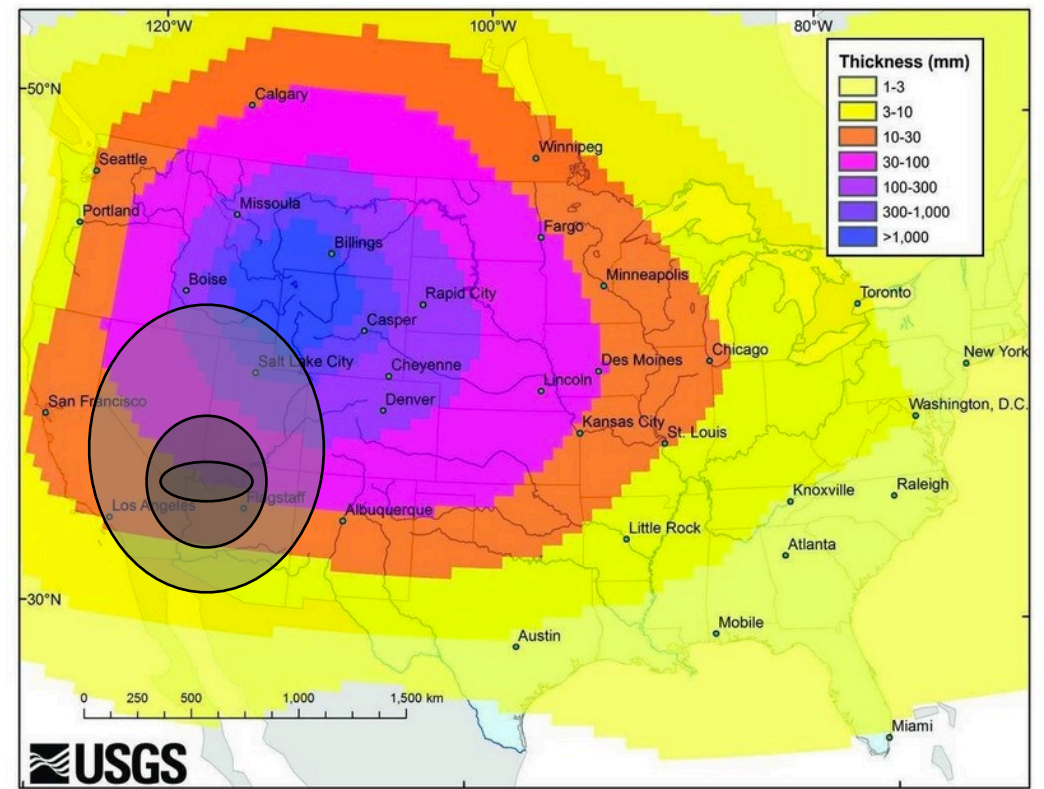 120°W
100°W
80°W
50°N
30°N
Thickness (mm)
1-3
3-10
10-30
30-100
100-300
300-1,000
>1,000
Calgary
Winnipeg
Seattle
Portland
Missoula
Billings
Fargo
Boise
Rapid City
Minneapolis
Toronto
Casper
Salt Lake City
Cheyenne
Des Moines
Chicago
New York
Lincoln
San Francisco
Denver
Kansas City
St. Louis
Washington, D.C.
Los Angeles
Flagstaff
Albuquerque
Knoxville
Raleigh
Little Rock
Atlanta
Austin
Mobile
Miami
0 250 500 1,000 1,500 km
USGS